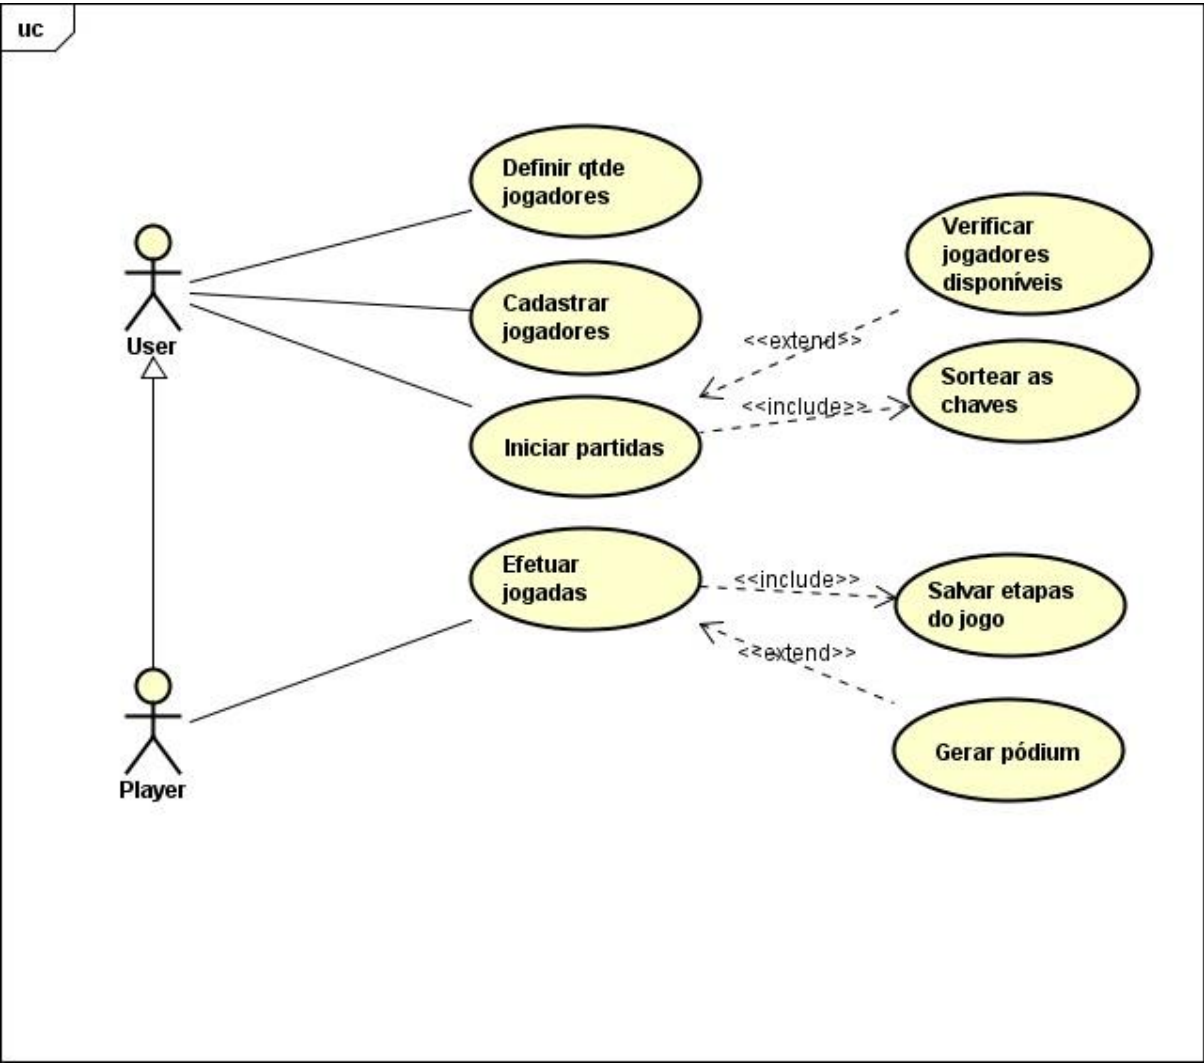 uc
Definir qtde
jogadores
Verificar
jogadores
disponíveis
User
Cadastrar
jogadores
<<extend>>
Sortear as
chaves
<<include>>
Iniciar partidas
Efetuar
jogadas
<<include>>
Salvar etapas
do jogo
<<extend>>
Gerar pódium
Player